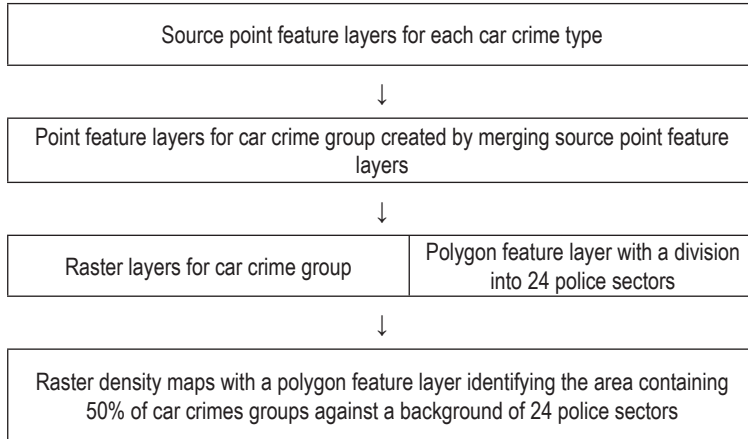 Source point feature layers for each car crime type
↓
Point feature layers for car crime group created by merging source point feature
layers
↓
Raster layers for car crime group
Polygon feature layer with a division
into 24 police sectors
↓
Raster density maps with a polygon feature layer identifying the area containing
50% of car crimes groups against a background of 24 police sectors